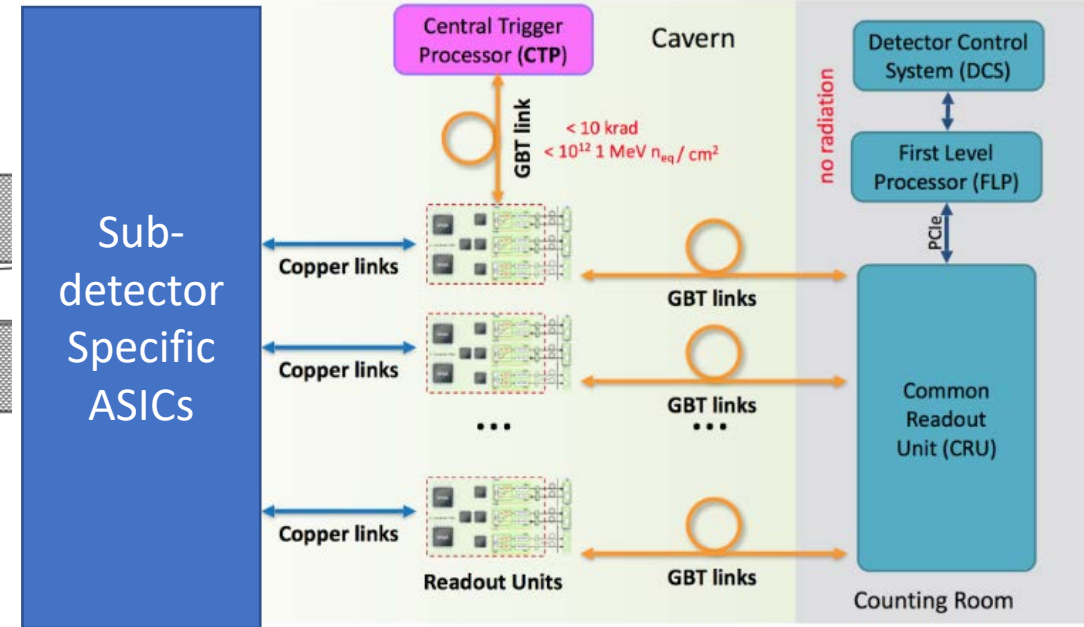 Sub-
detector
Specific
ASICs
Central Trigger
Processor (CTP)
Cavern
GBT link
< 10 krad
< 10¹² 1 MeV nₑq / cm²
Copper links
Copper links
Copper links
...
Readout Units
GBT links
GBT links
...
GBT links
no radiation
Detector Control
System (DCS)
First Level
Processor (FLP)
PCIe
Common
Readout
Unit (CRU)
Counting Room